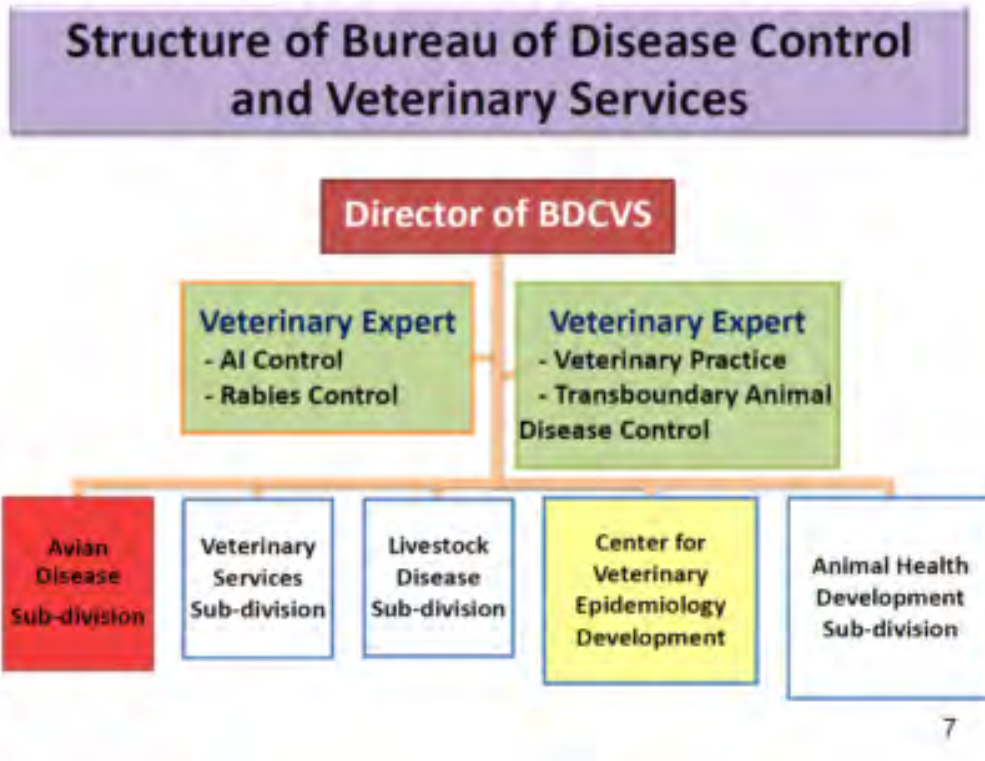 Structure of Bureau of Disease Control
and Veterinary Services
Director of BDCVS
Veterinary Expert
- AI Control
- Rabies Control
Veterinary Expert
- Veterinary Practice
- Transboundary Animal
Disease Control
Avian
Disease
Sub-division
Veterinary
Services
Sub-division
Livestock
Disease
Sub-division
Center for
Veterinary
Epidemiology
Development
Animal Health
Development
Sub-division
7